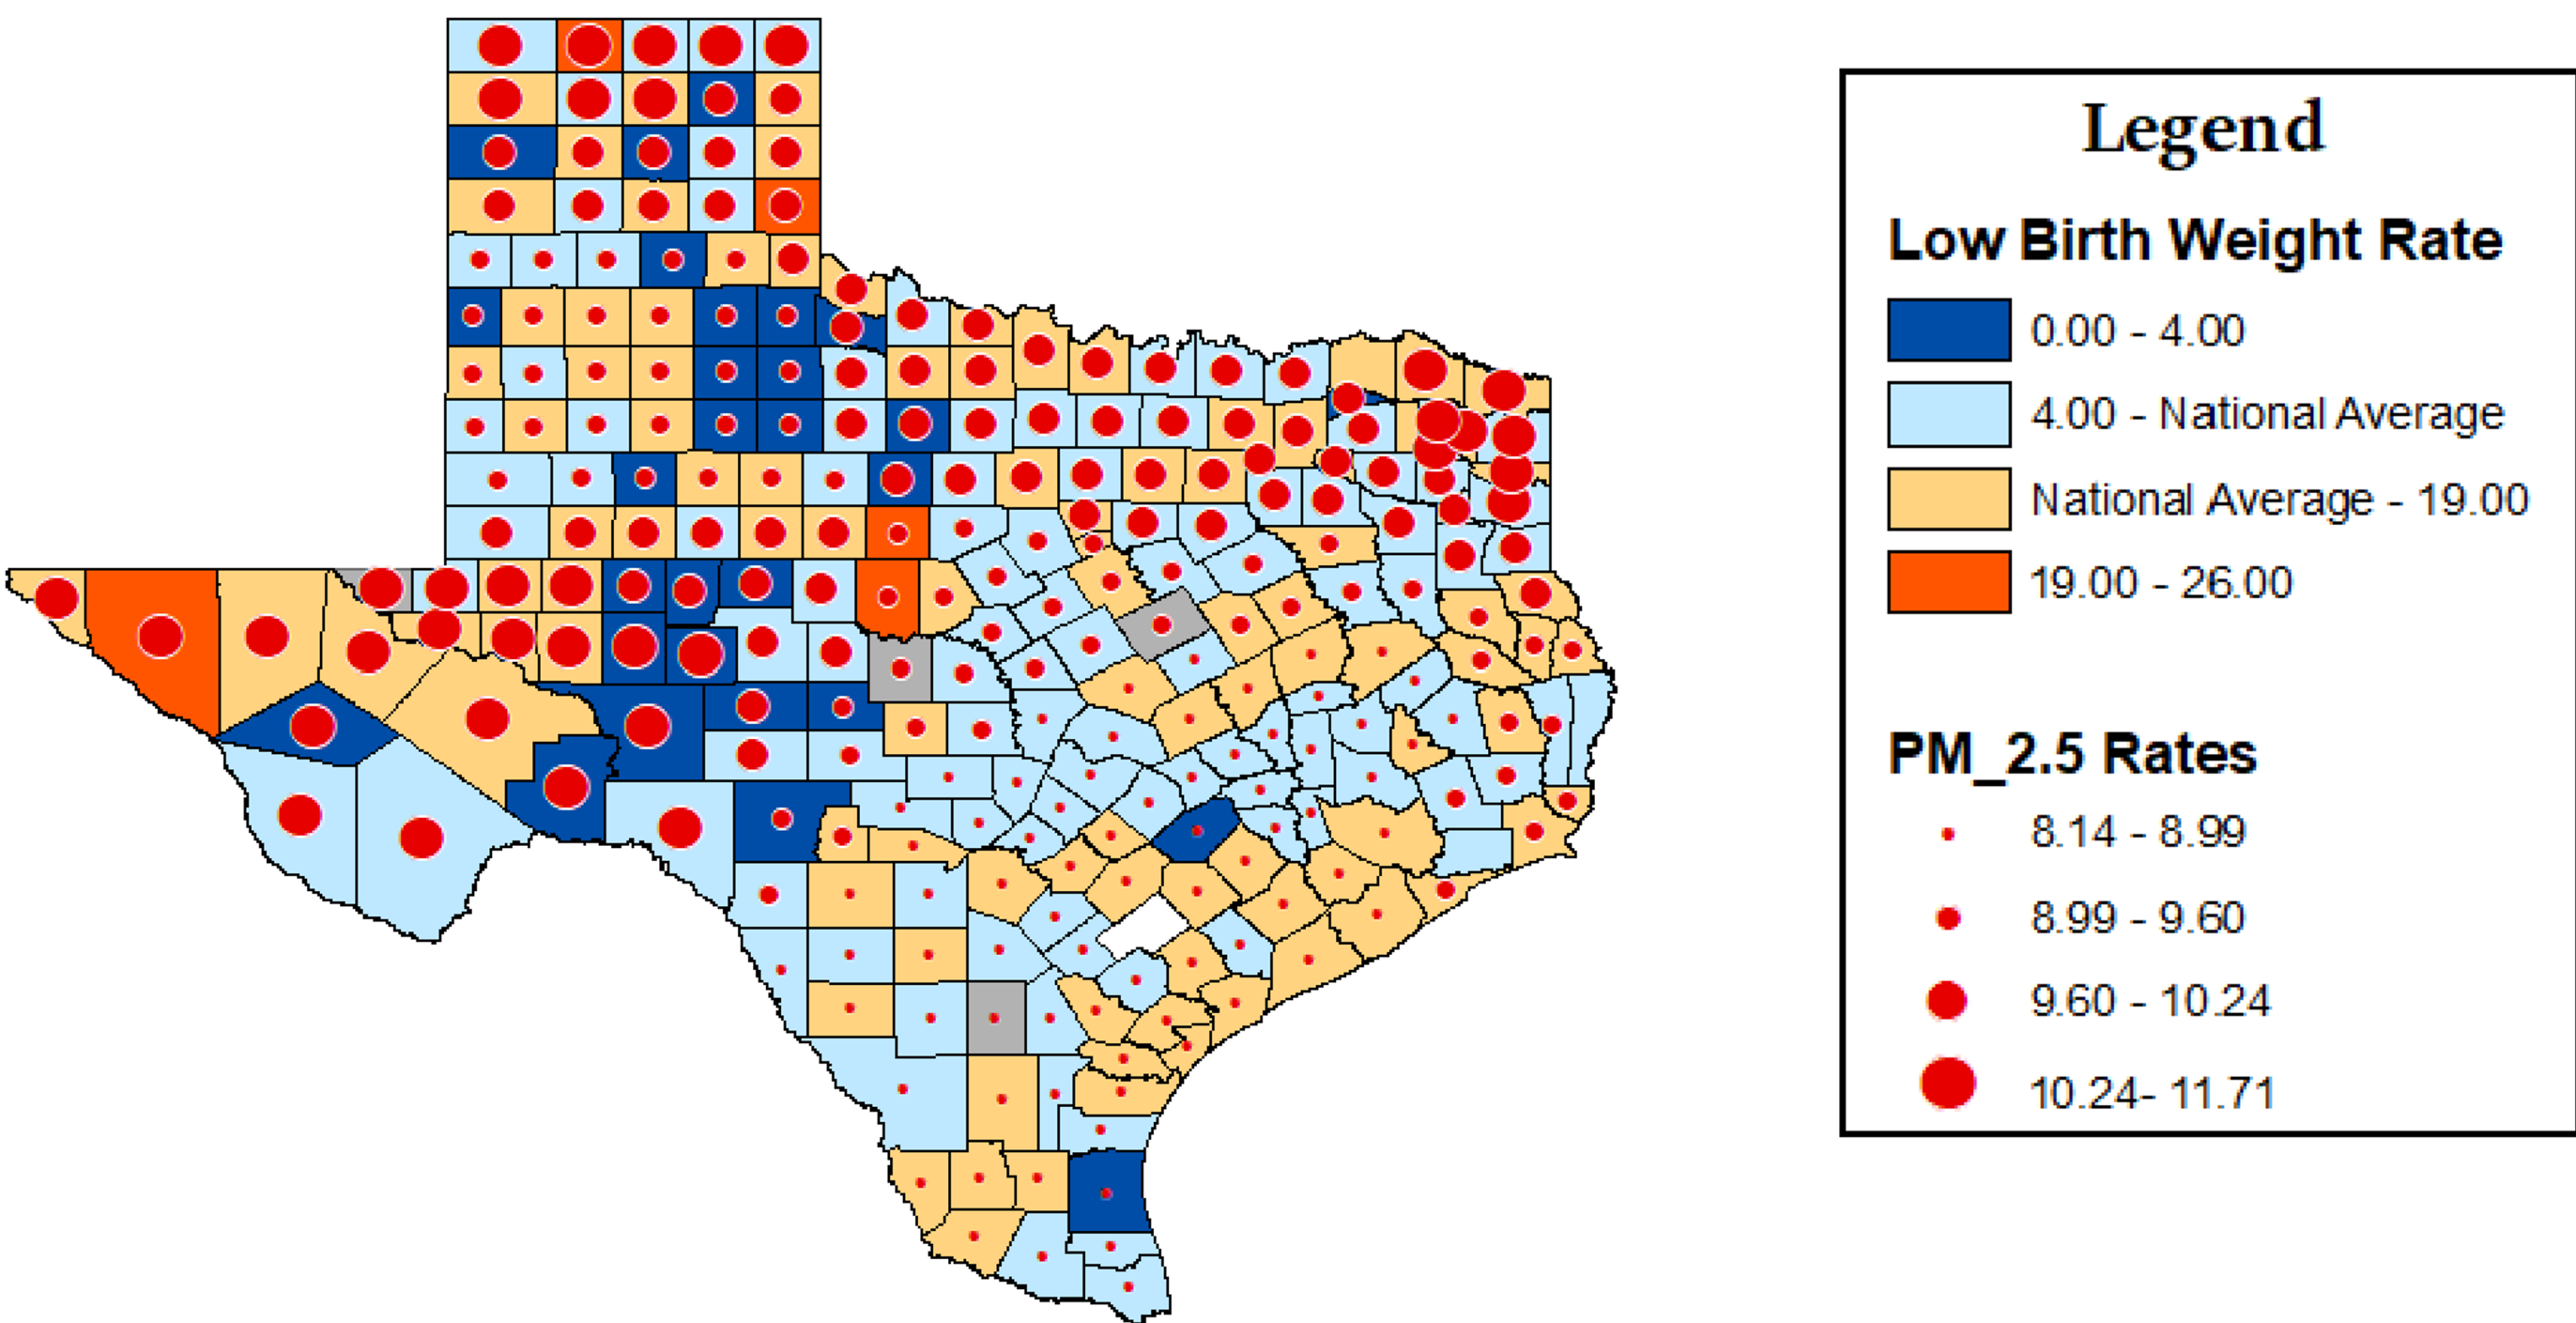 Legend
Low Birth Weight Rate
0.00 - 4.00
4.00 - National Average
National Average - 19.00
19.00 - 26.00
PM_2.5 Rates
8.14 - 8.99
8.99 - 9.60
9.60 - 10.24
10.24- 11.71